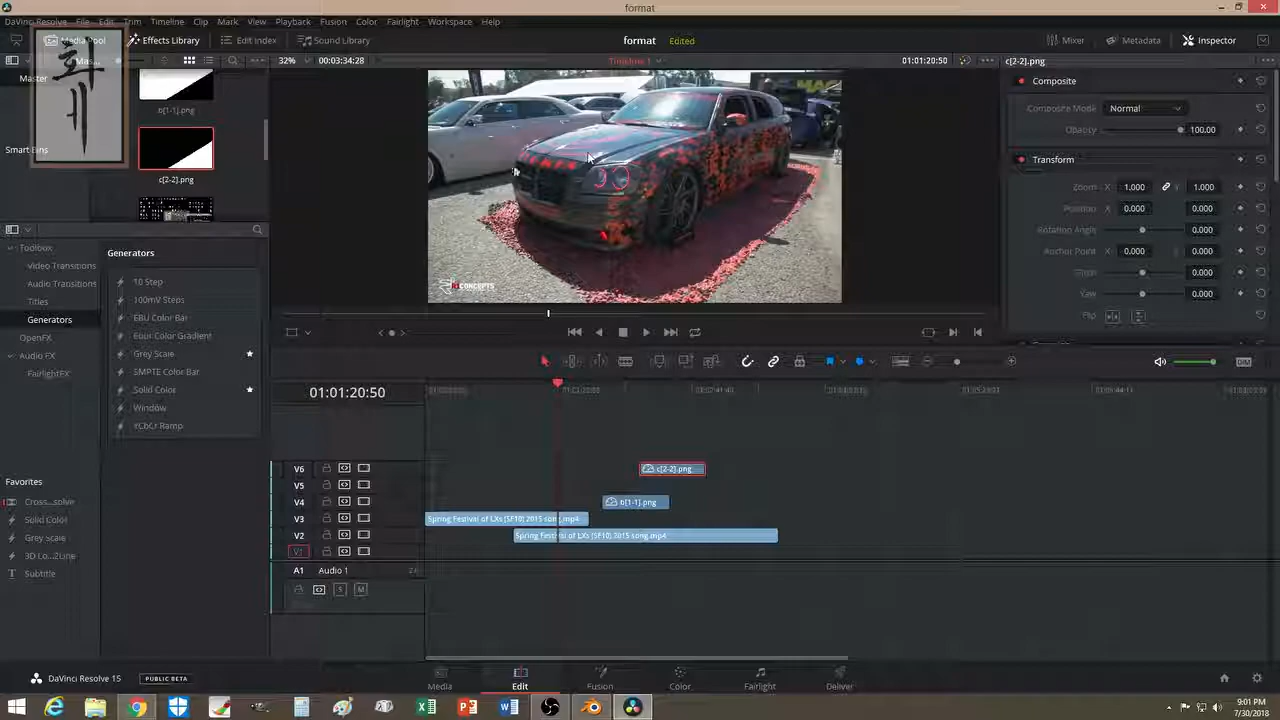 format
DaVinci Resolve File Edit Trim Timeline Clip Mark View Playback Fusion Color Fairlight Workspace Help
Media Pool Effects Library Edit Index Sound Library format Edited Mixer Metadata Inspector
Mas... 32% 00:03:34:28 Timeline 1 01:01:20:50 c[2-2].png
Master
b[1-1].png
Smart Bins
c[2-2].png
Composite
Composite Mode Normal
Opacity 100.00
Transform
Zoom X 1.000 Y 1.000
Position X 0.000 Y 0.000
Rotation Angle 0.000
Anchor Point X 0.000 Y 0.000
Pitch 0.000
Yaw 0.000
Flip
Toolbox
Video Transitions
Audio Transitions
Titles
Generators
OpenFX
Audio FX
FairlightFX
Generators
10 Step
100mV Steps
EBU Color Bar
Four Color Gradient
Grey Scale
SMPTE Color Bar
Solid Color
Window
YCbCr Ramp
CONCEPTS
Favorites
Cross...solve
Solid Color
Grey scale
3D Lo...2Line
Subtitle
01:01:20:50
V6 c[2-2].png
V5
V4 b[1-1].png
V3 Spring Festival of LXs (SF10) 2015 song.mp4
V2 Spring Festival of LXs (SF10) 2015 song.mp4
V1
A1 Audio 1
S M
DaVinci Resolve 15 PUBLIC BETA
Media Edit Fusion Color Fairlight Deliver
9:01 PM
7/30/2018